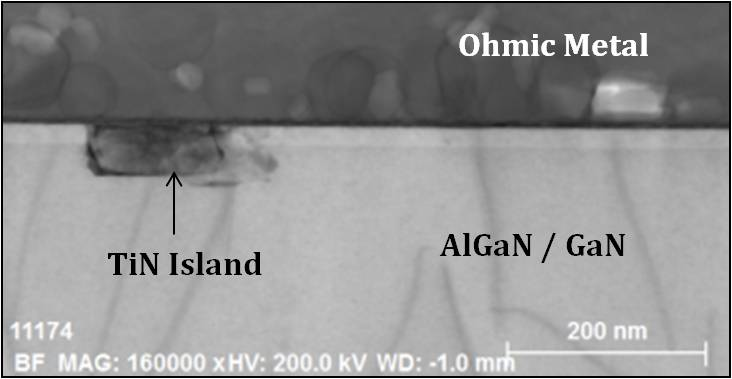 Ohmic Metal
TiN Island
AlGaN / GaN
11174
200 nm
BF MAG: 160000 xHV: 200.0 kV WD: -1.0 mm